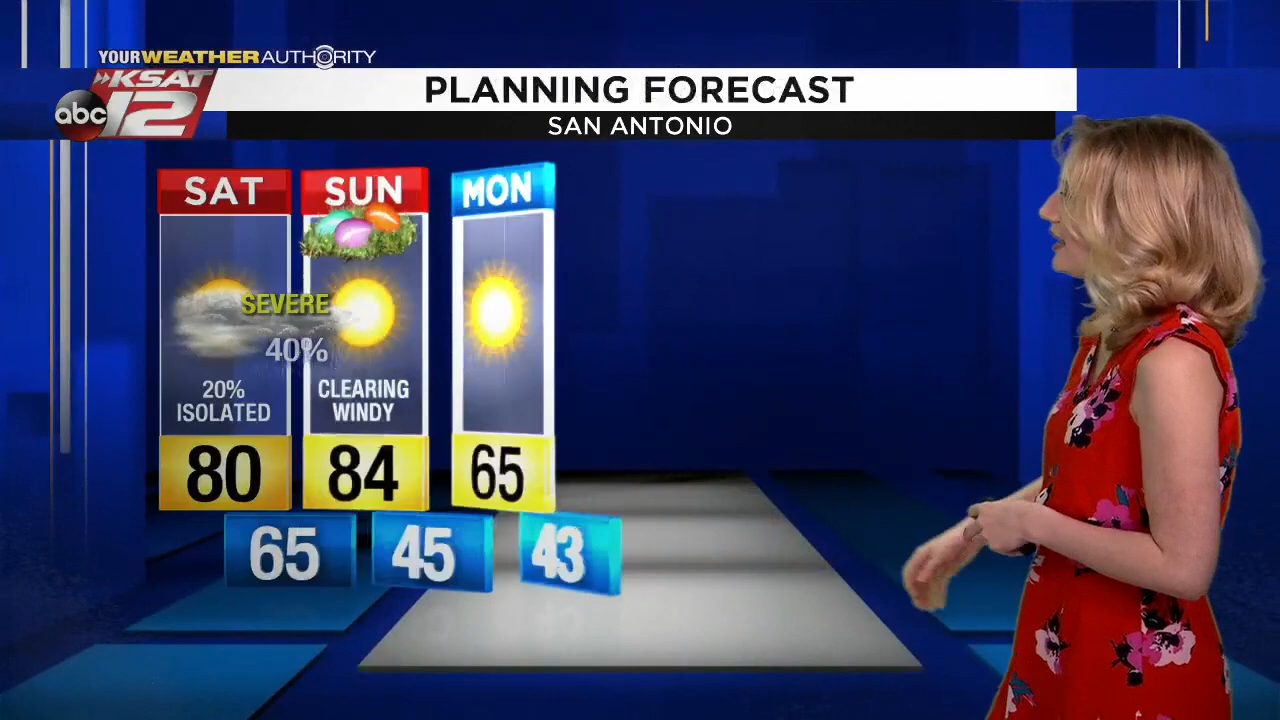 YOURWEATHERAUTHORITY
KSAT
abc 12
PLANNING FORECAST
SAN ANTONIO
SAT
SUN
MON
SEVERE
40%
20%
ISOLATED
CLEARING
WINDY
80
84
65
65
45
43